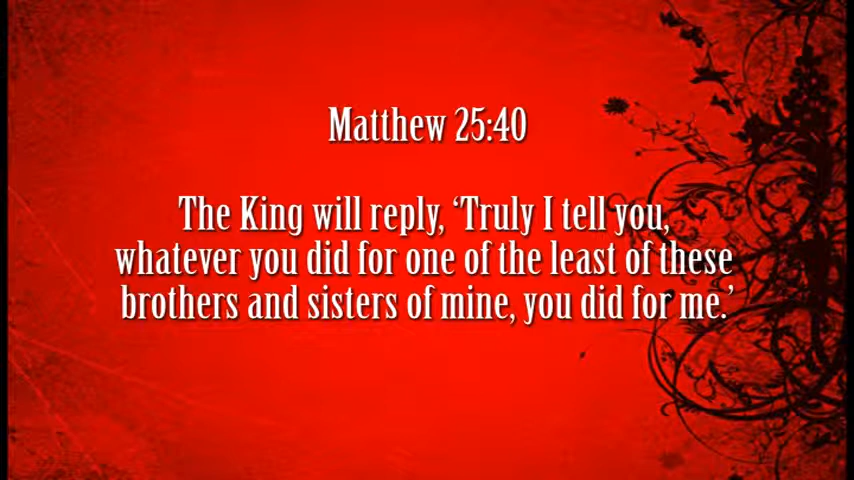 Matthew 25:40
The King will reply, ‘Truly I tell you,
whatever you did for one of the least of these
brothers and sisters of mine, you did for me.’